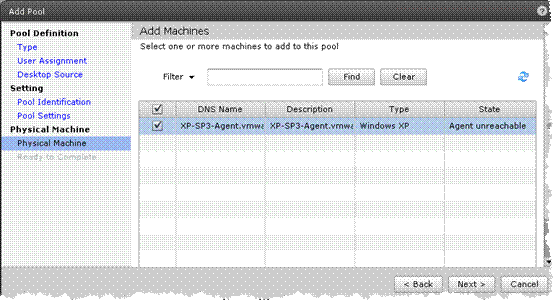 Add Pool
Pool Definition
Type
User Assignment
Desktop Source
Setting
Pool Identification
Pool Settings
Physical Machine
Physical Machine
Ready to Complete
Add Machines
Select one or more machines to add to this pool
Filter
Find
Clear
DNS Name Description Type State
XP-SP3-Agent.vmwa XP-SP3-Agent.vmwa Windows XP Agent unreachable
< Back Next > Cancel